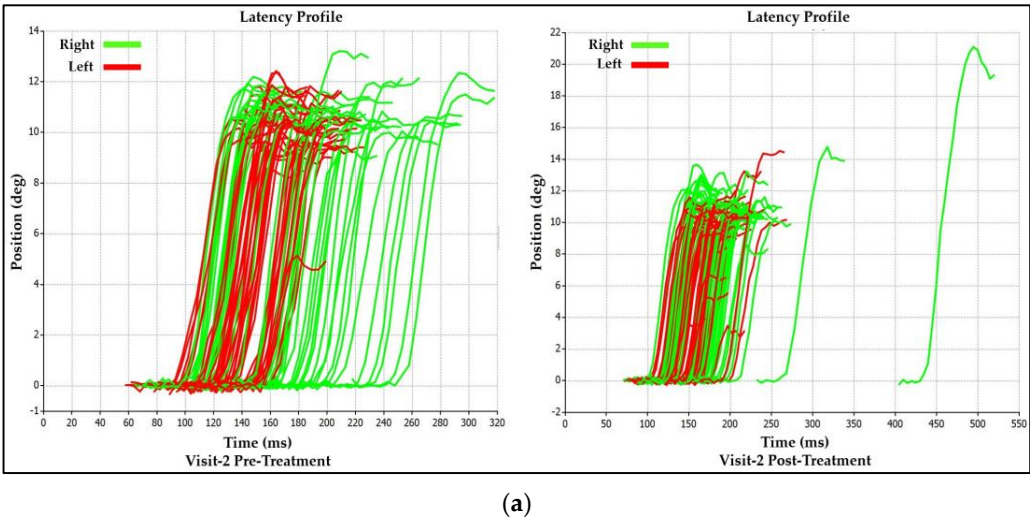 Latency Profile
Right
Left
Position (deg)
14
12
10
8
6
4
2
0
-1
0 20 40 60 80 100 120 140 160 180 200 220 240 260 280 300 320
Time (ms)
Visit-2 Pre-Treatment
Latency Profile
Right
Left
Position (deg)
22
20
18
16
14
12
10
8
6
4
2
0
-2
0 50 100 150 200 250 300 350 400 450 500 550
Time (ms)
Visit-2 Post-Treatment
(a)